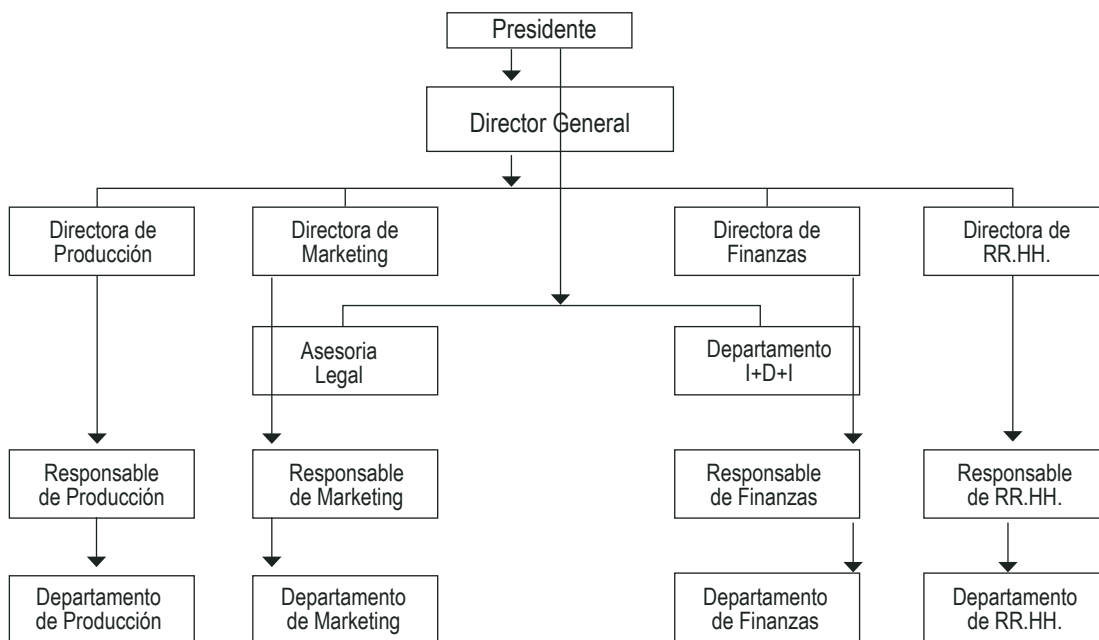 Presidente
Director General
Directora de
Producción
Directora de
Marketing
Directora de
Finanzas
Directora de
RR.HH.
Asesoria
Legal
Departamento
I+D+I
Responsable
de Producción
Responsable
de Marketing
Responsable
de Finanzas
Responsable
de RR.HH.
Departamento
de Producción
Departamento
de Marketing
Departamento
de Finanzas
Departamento
de RR.HH.